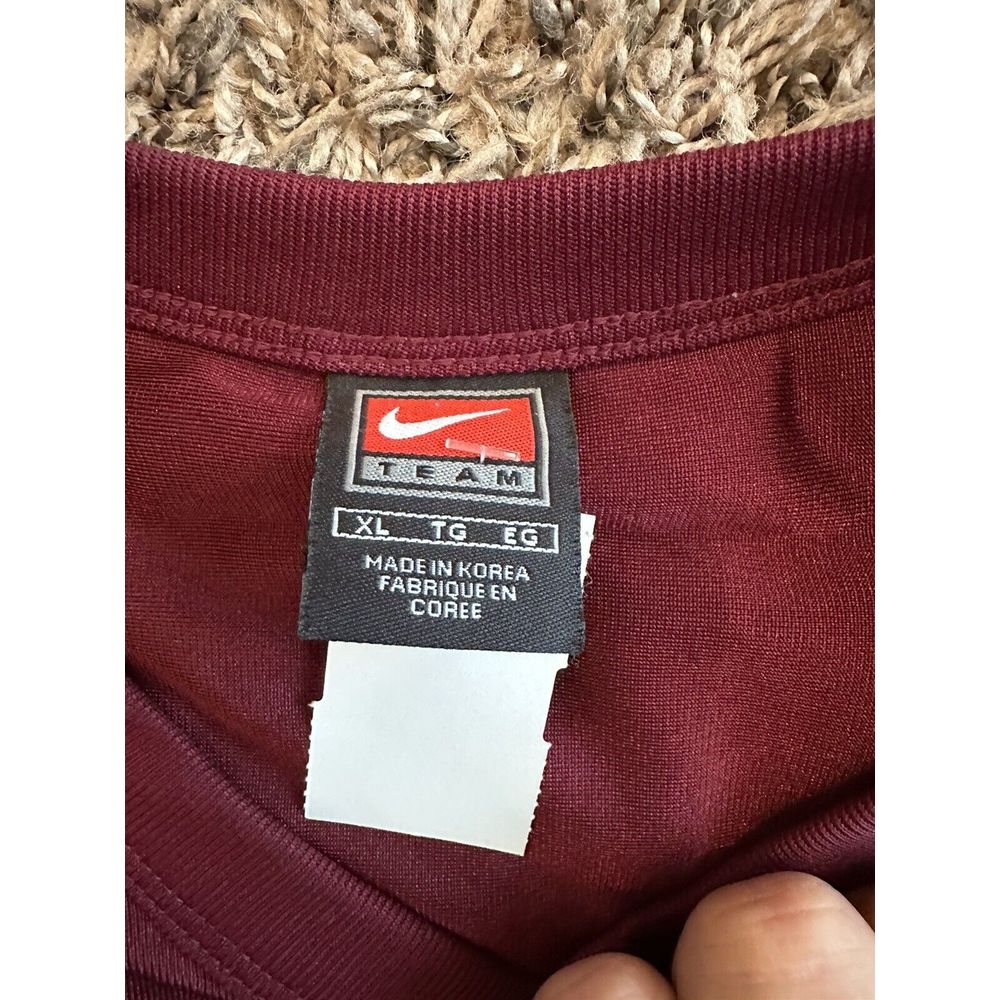 TEAM
XL TG EG
MADE IN KOREA
FABRIQUE EN
COREE